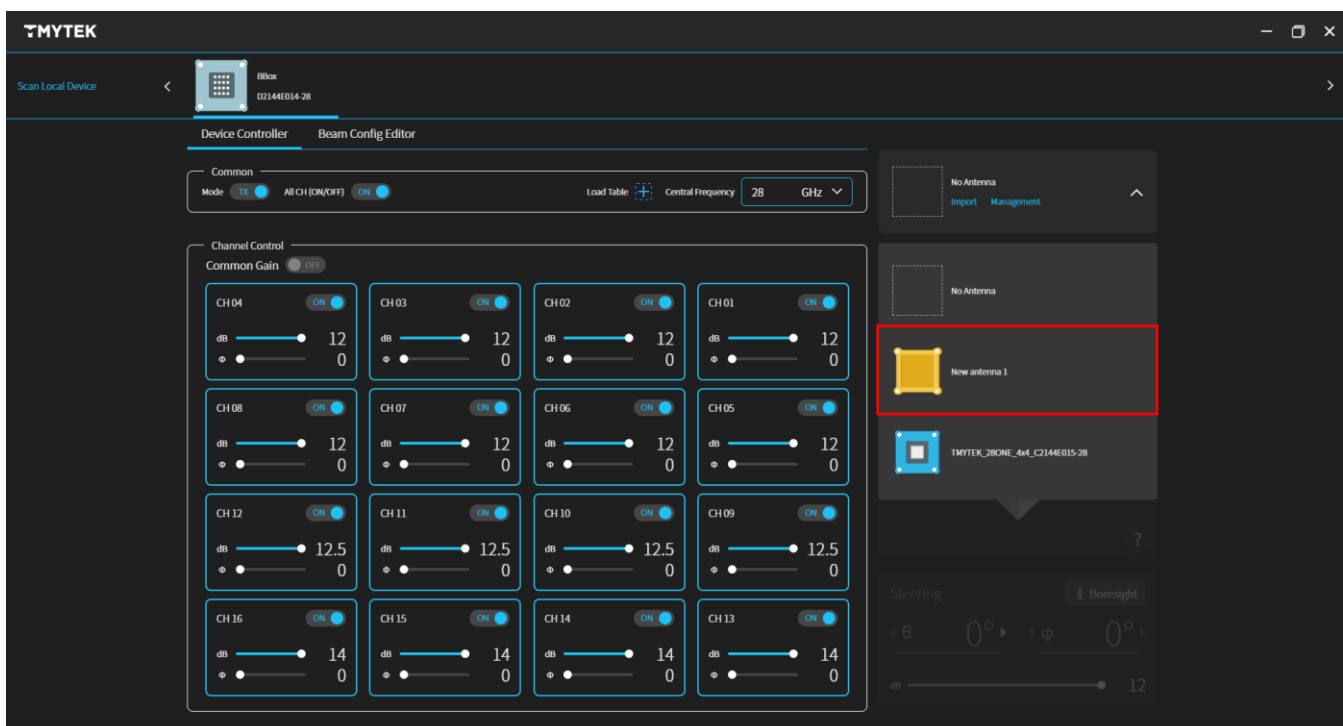 TMYTEK
Scan Local Device
BBox
D2144E014-28
Device Controller Beam Config Editor
Common
Mode TX All CH (ON/OFF) ON Load Table Central Frequency 28 GHz
No Antenna
Import Management
Channel Control
Common Gain OFF
CH 04 ON CH 03 ON CH 02 ON CH 01 ON
dB 12 dB 12 dB 12 dB 12
Φ 0 Φ 0 Φ 0 Φ 0
No Antenna
New antenna 1
CH 08 ON CH 07 ON CH 06 ON CH 05 ON
dB 12 dB 12 dB 12 dB 12
Φ 0 Φ 0 Φ 0 Φ 0
TMYTEK_28ONE_4x4_C2144E015-28
CH 12 ON CH 11 ON CH 10 ON CH 09 ON
dB 12.5 dB 12.5 dB 12.5 dB 12.5
Φ 0 Φ 0 Φ 0 Φ 0
?
CH 16 ON CH 15 ON CH 14 ON CH 13 ON
dB 14 dB 14 dB 14 dB 14
Φ 0 Φ 0 Φ 0 Φ 0
Steering Boresight
θ 0° φ 0°
dB 12